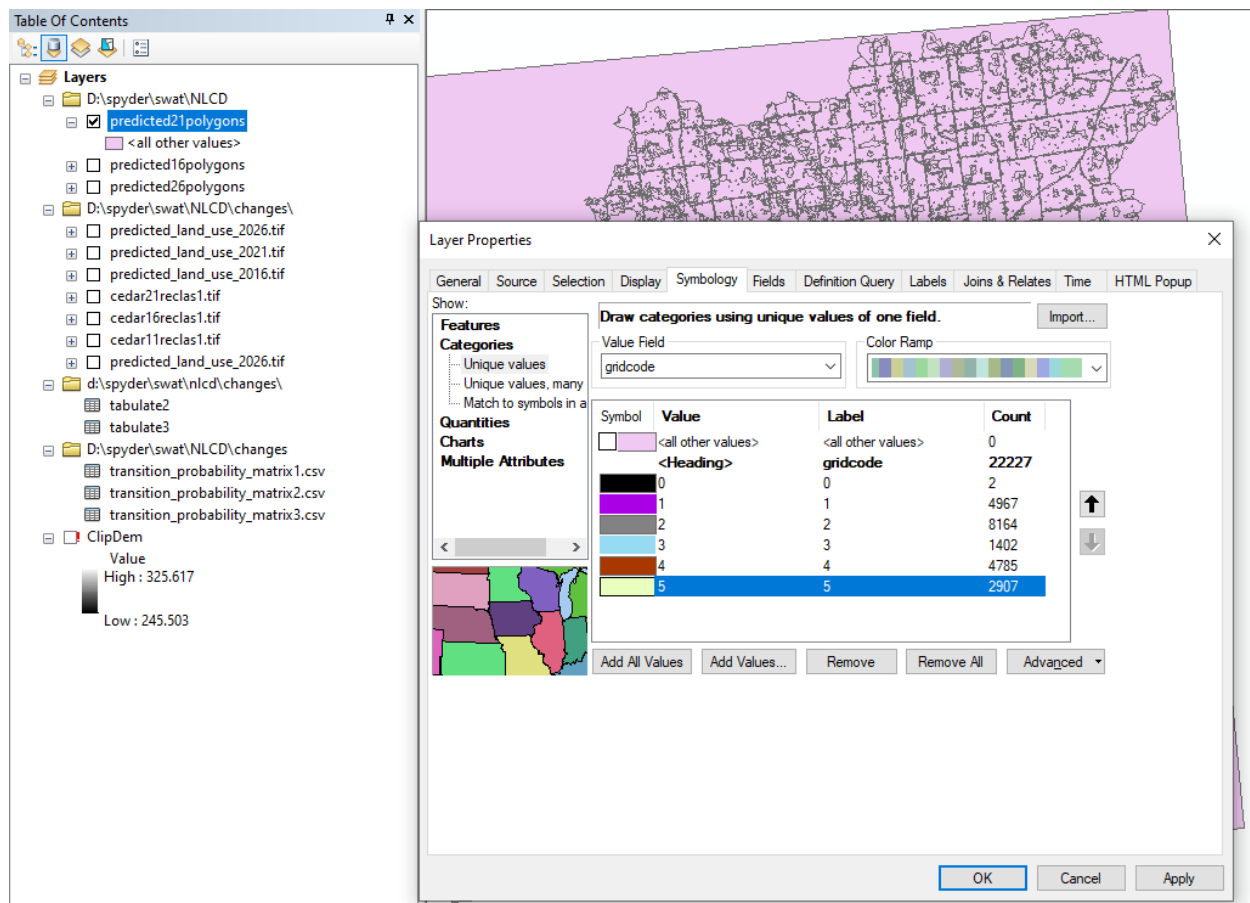 Table Of Contents
Layers
D:\spyder\swat\NLCD
predicted21polygons
<all other values>
predicted16polygons
predicted26polygons
D:\spyder\swat\NLCD\changes\
predicted_land_use_2026.tif
predicted_land_use_2021.tif
predicted_land_use_2016.tif
cedar21reclas1.tif
cedar16reclas1.tif
cedar11reclas1.tif
predicted_land_use_2026.tif
d:\spyder\swat\nlcd\changes\
tabulate2
tabulate3
D:\spyder\swat\NLCD\changes
transition_probability_matrix1.csv
transition_probability_matrix2.csv
transition_probability_matrix3.csv
ClipDem
Value
High : 325.617
Low : 245.503
Layer Properties
General Source Selection Display Symbology Fields Definition Query Labels Joins & Relates Time HTML Popup
Show:
Features
Categories
Unique values
Unique values, many
Match to symbols in a
Quantities
Charts
Multiple Attributes
Draw categories using unique values of one field.
Import...
Value Field
gridcode
Color Ramp
Symbol Value Label Count
<all other values> <all other values> 0
<Heading> gridcode 22227
0 0 2
1 1 4967
2 2 8164
3 3 1402
4 4 4785
5 5 2907
Add All Values Add Values... Remove Remove All Advanced
OK Cancel Apply